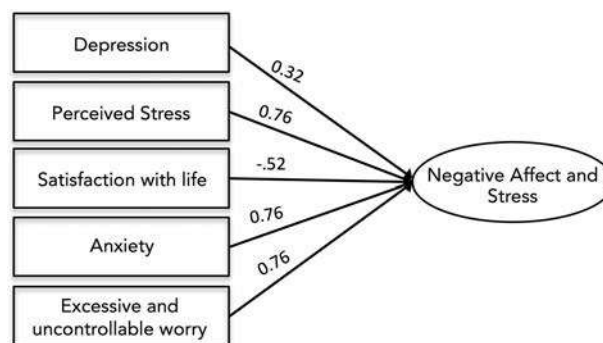 Depression
0.32
Perceived Stress
0.76
Satisfaction with life
-.52
Negative Affect and
Stress
Anxiety
0.76
Excessive and
uncontrollable worry
0.76